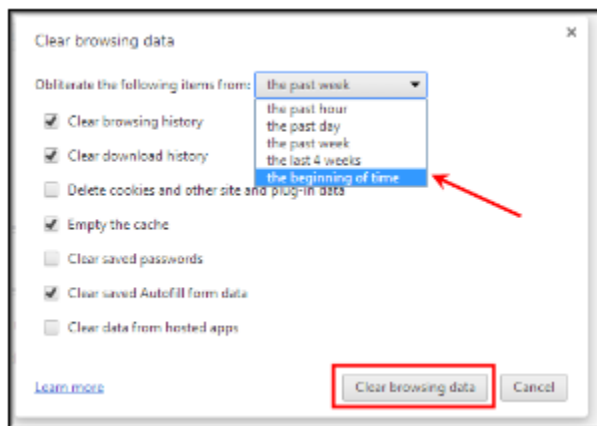 Clear browsing data
Obliterate the following items from: the past week
the past hour
the past day
the past week
the last 4 weeks
the beginning of time
Clear browsing history
Clear download history
Delete cookies and other site and plug-in data
Empty the cache
Clear saved passwords
Clear saved Autofill form data
Clear data from hosted apps
Learn more Clear browsing data Cancel